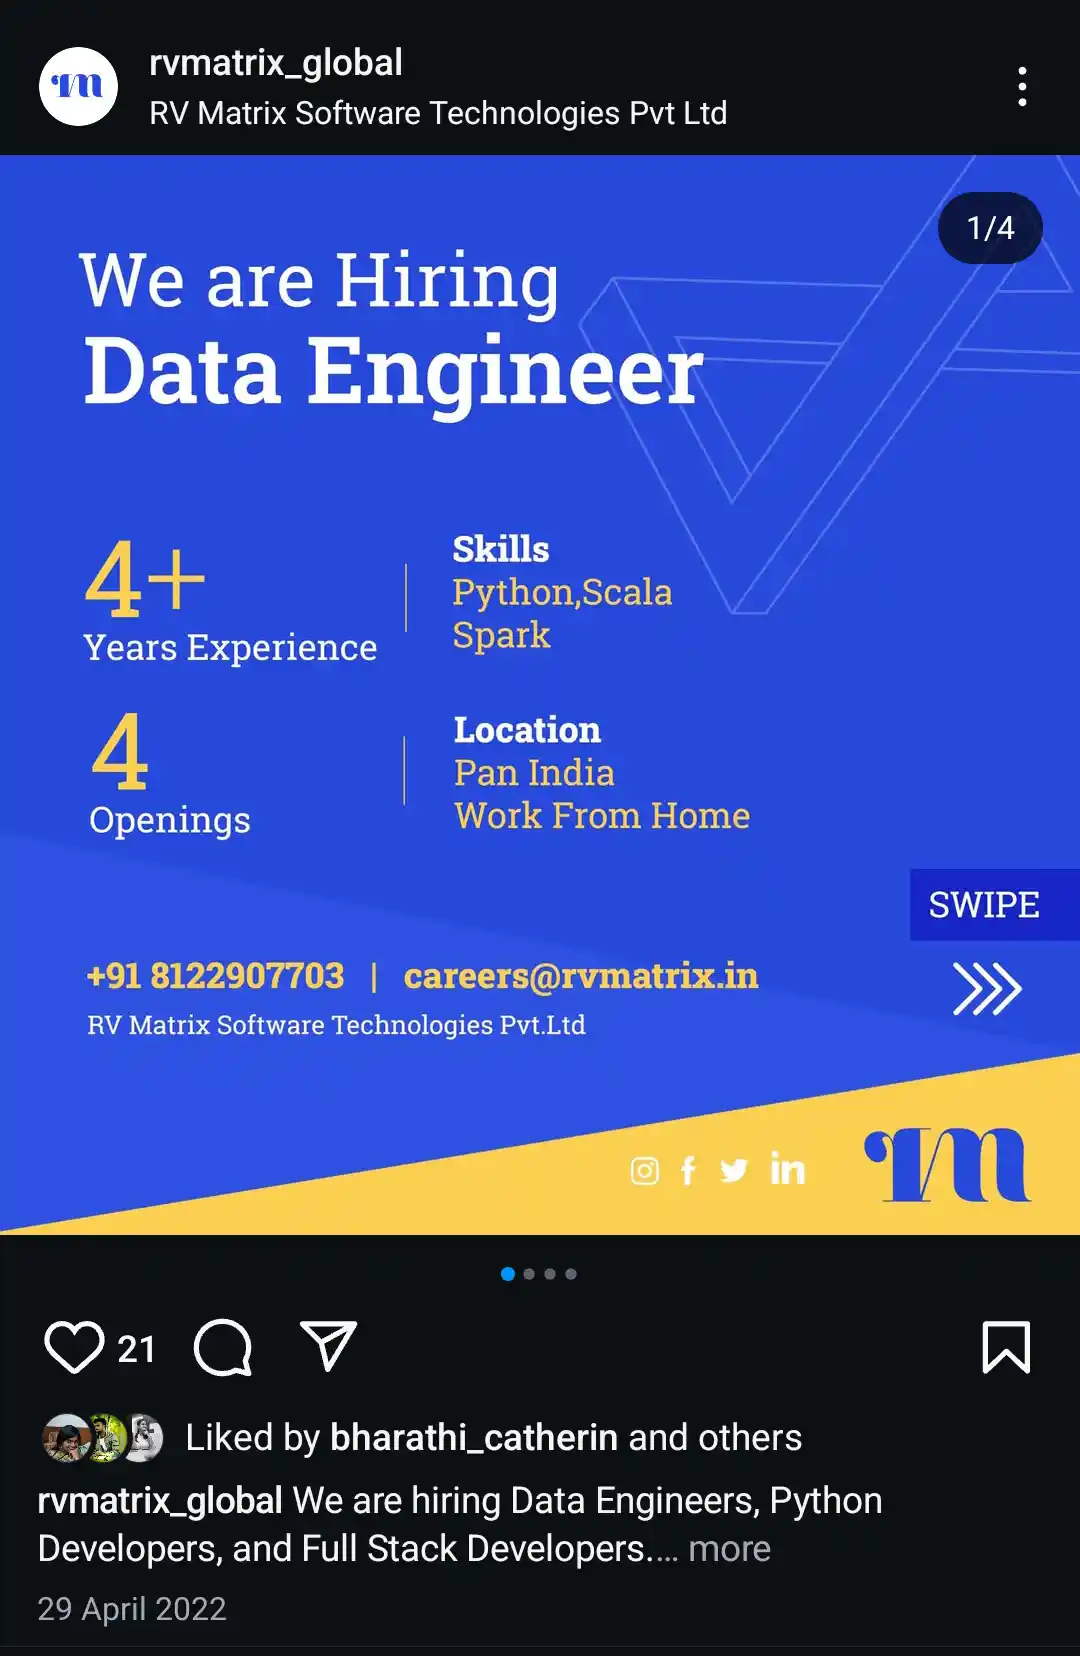 rvmatrix_global
RV Matrix Software Technologies Pvt Ltd
1/4
We are Hiring
Data Engineer
4+
Years Experience
Skills
Python,Scala
Spark
4
Openings
Location
Pan India
Work From Home
SWIPE
+91 8122907703 | careers@rvmatrix.in
RV Matrix Software Technologies Pvt.Ltd
21
Liked by bharathi_catherin and others
rvmatrix_global We are hiring Data Engineers, Python
Developers, and Full Stack Developers.... more
29 April 2022